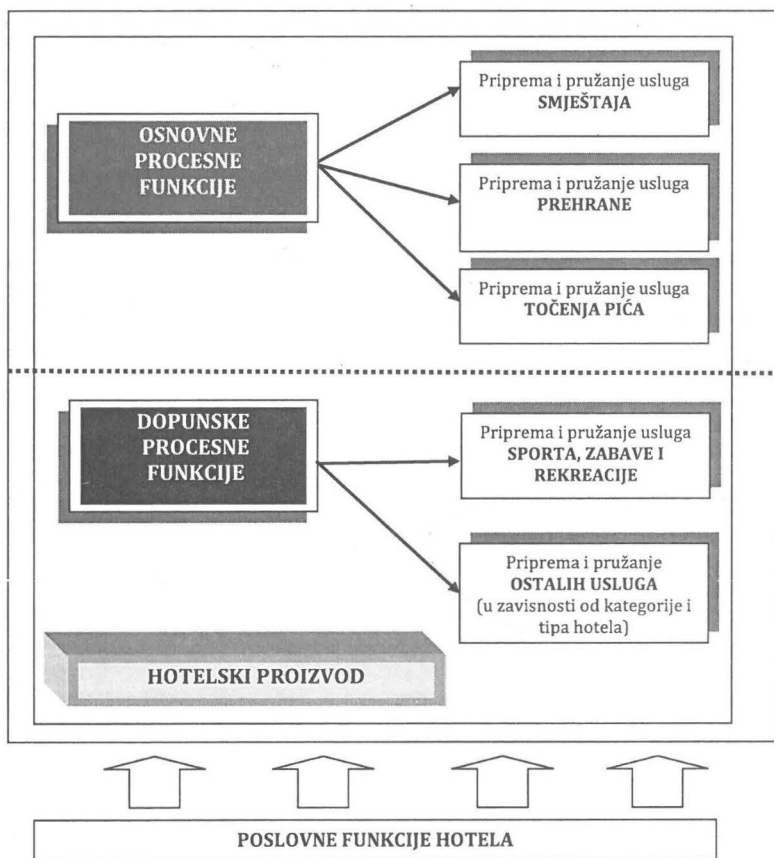 OSNOVNE
PROCESNE
FUNKCIJE
Priprema i pružanje usluga
SMJEŠTAJA
Priprema i pružanje usluga
PREHRANE
Priprema i pružanje usluga
TOČENJA PIĆA
DOPUNSKE
PROCESNE
FUNKCIJE
Priprema i pružanje usluga
SPORTA, ZABAVE I
REKREACIJE
Priprema i pružanje
OSTALIH USLUGA
(u zavisnosti od kategorije i
tipa hotela)
HOTELSKI PROIZVOD
POSLOVNE FUNKCIJE HOTELA